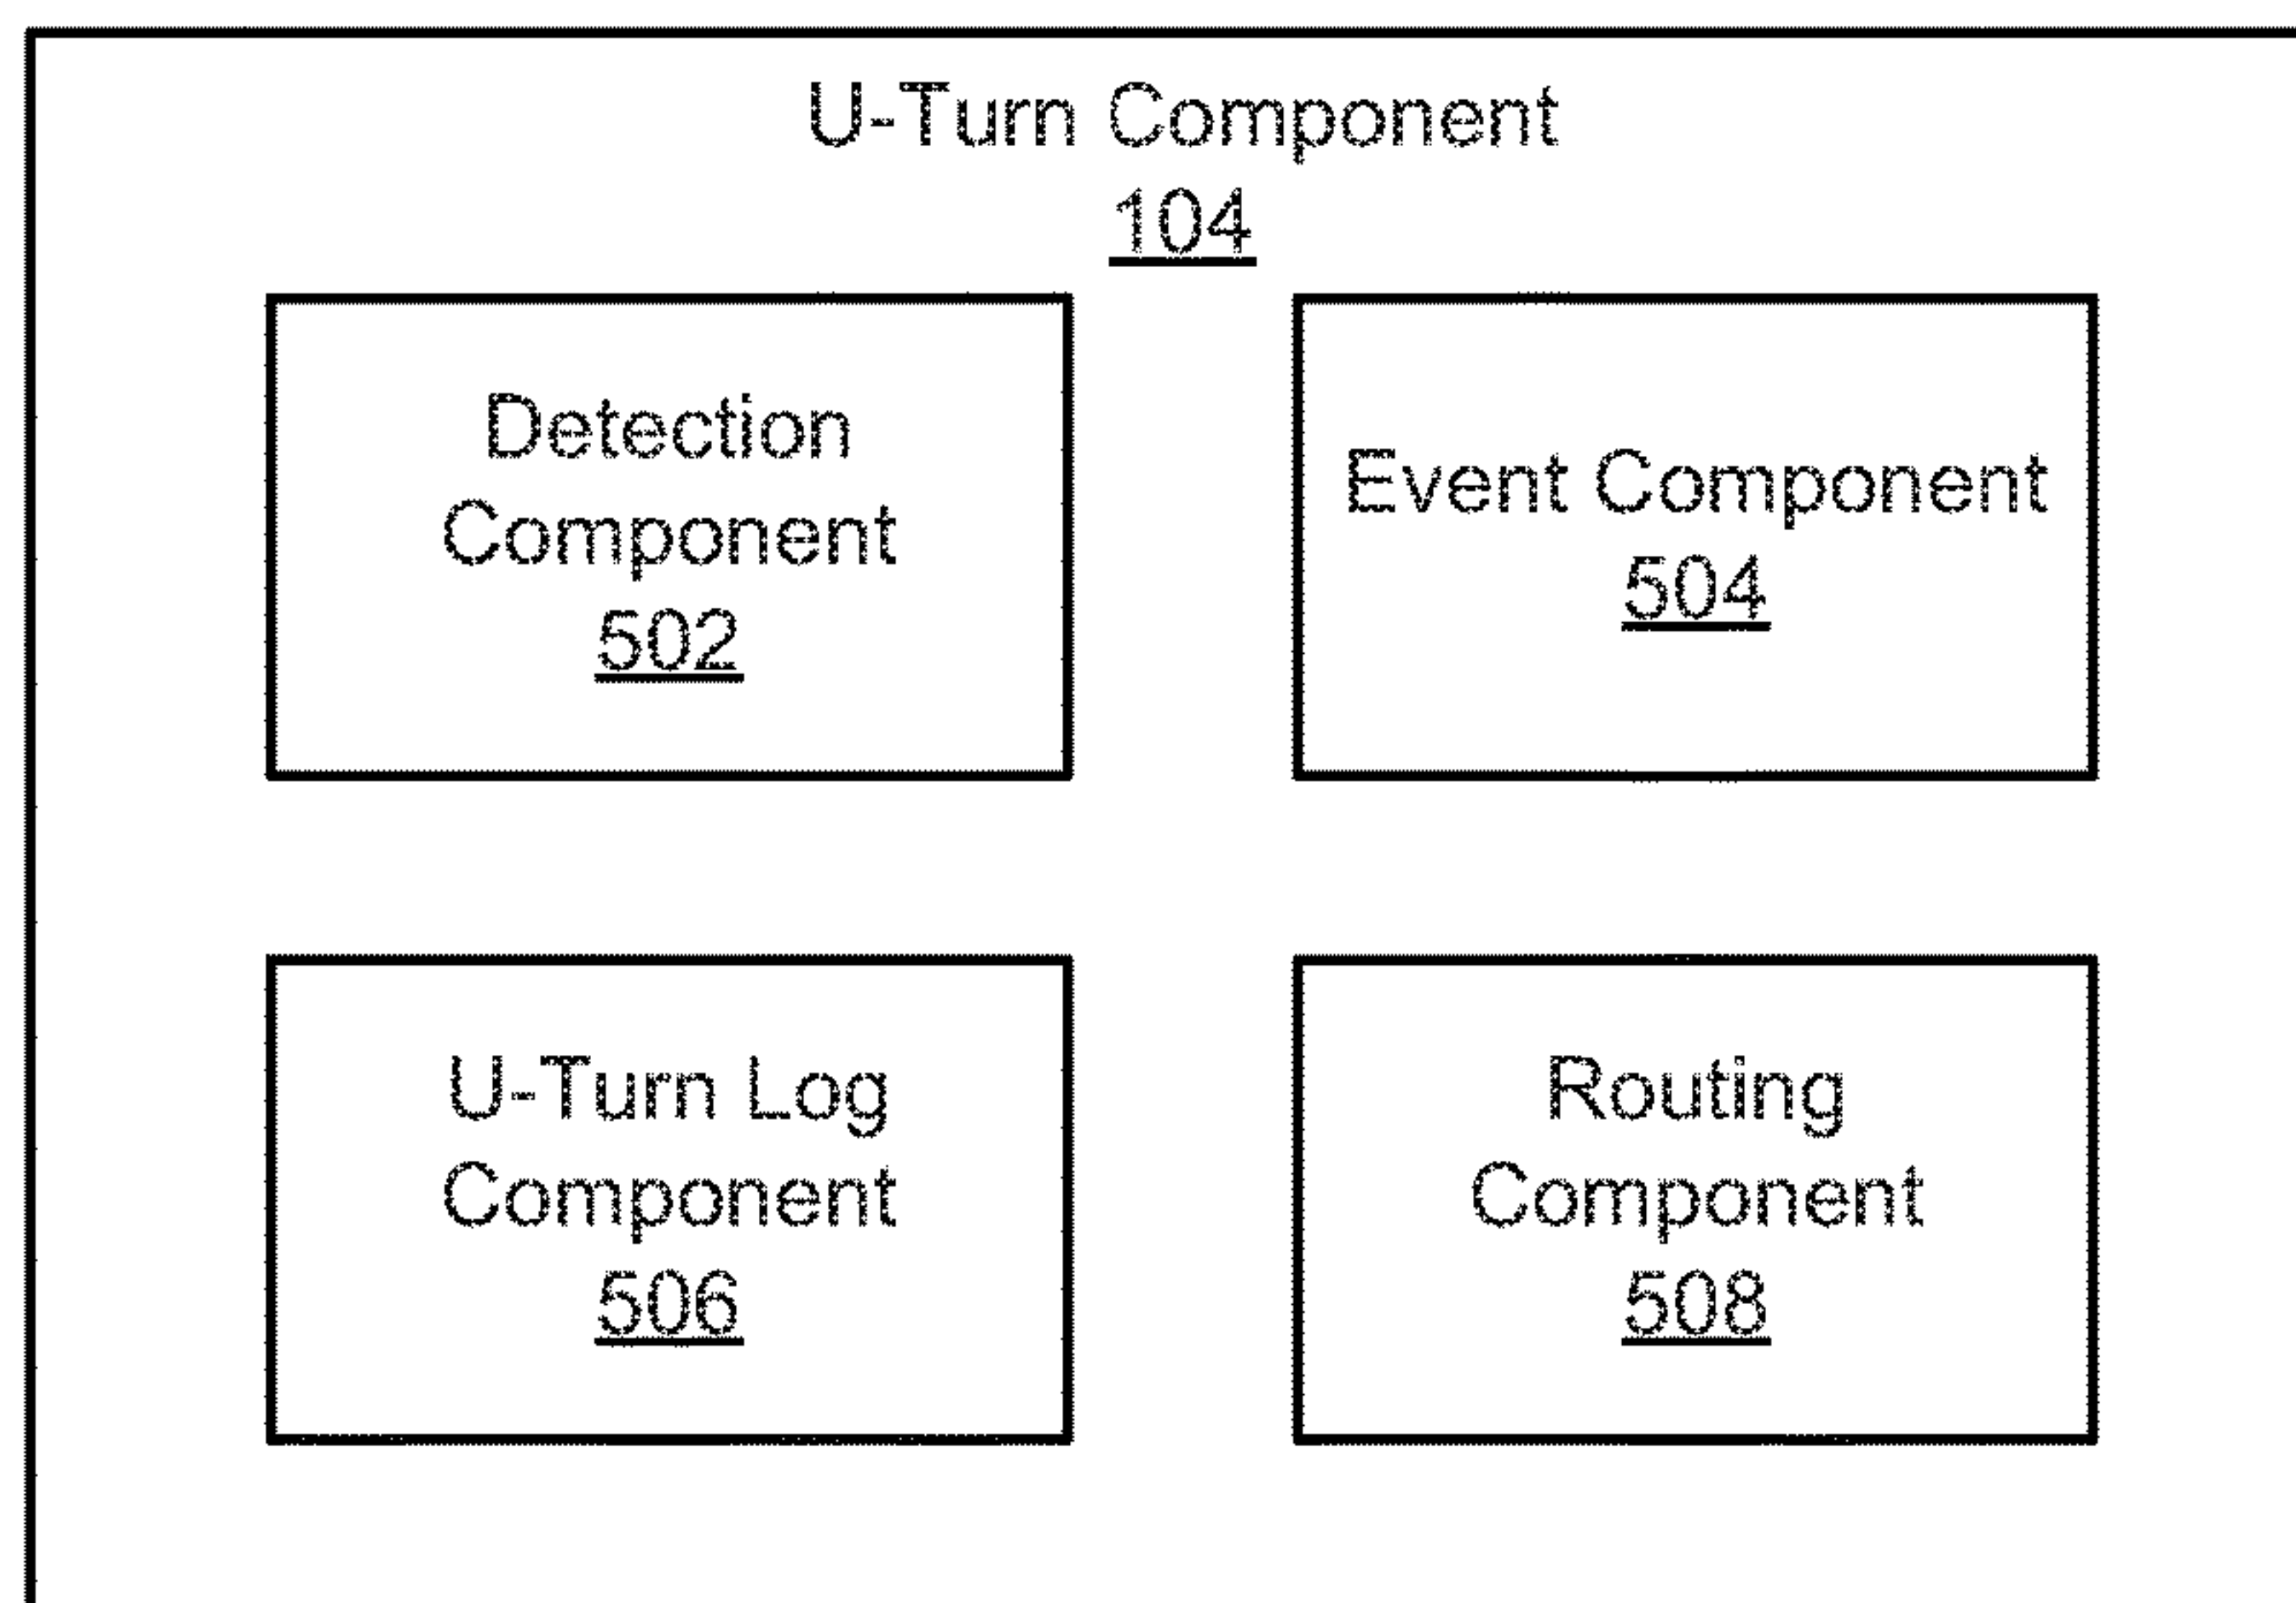 U-Turn Component
104
Detection
Component
502
Event Component
504
U-Turn Log
Component
506
Routing
Component
508